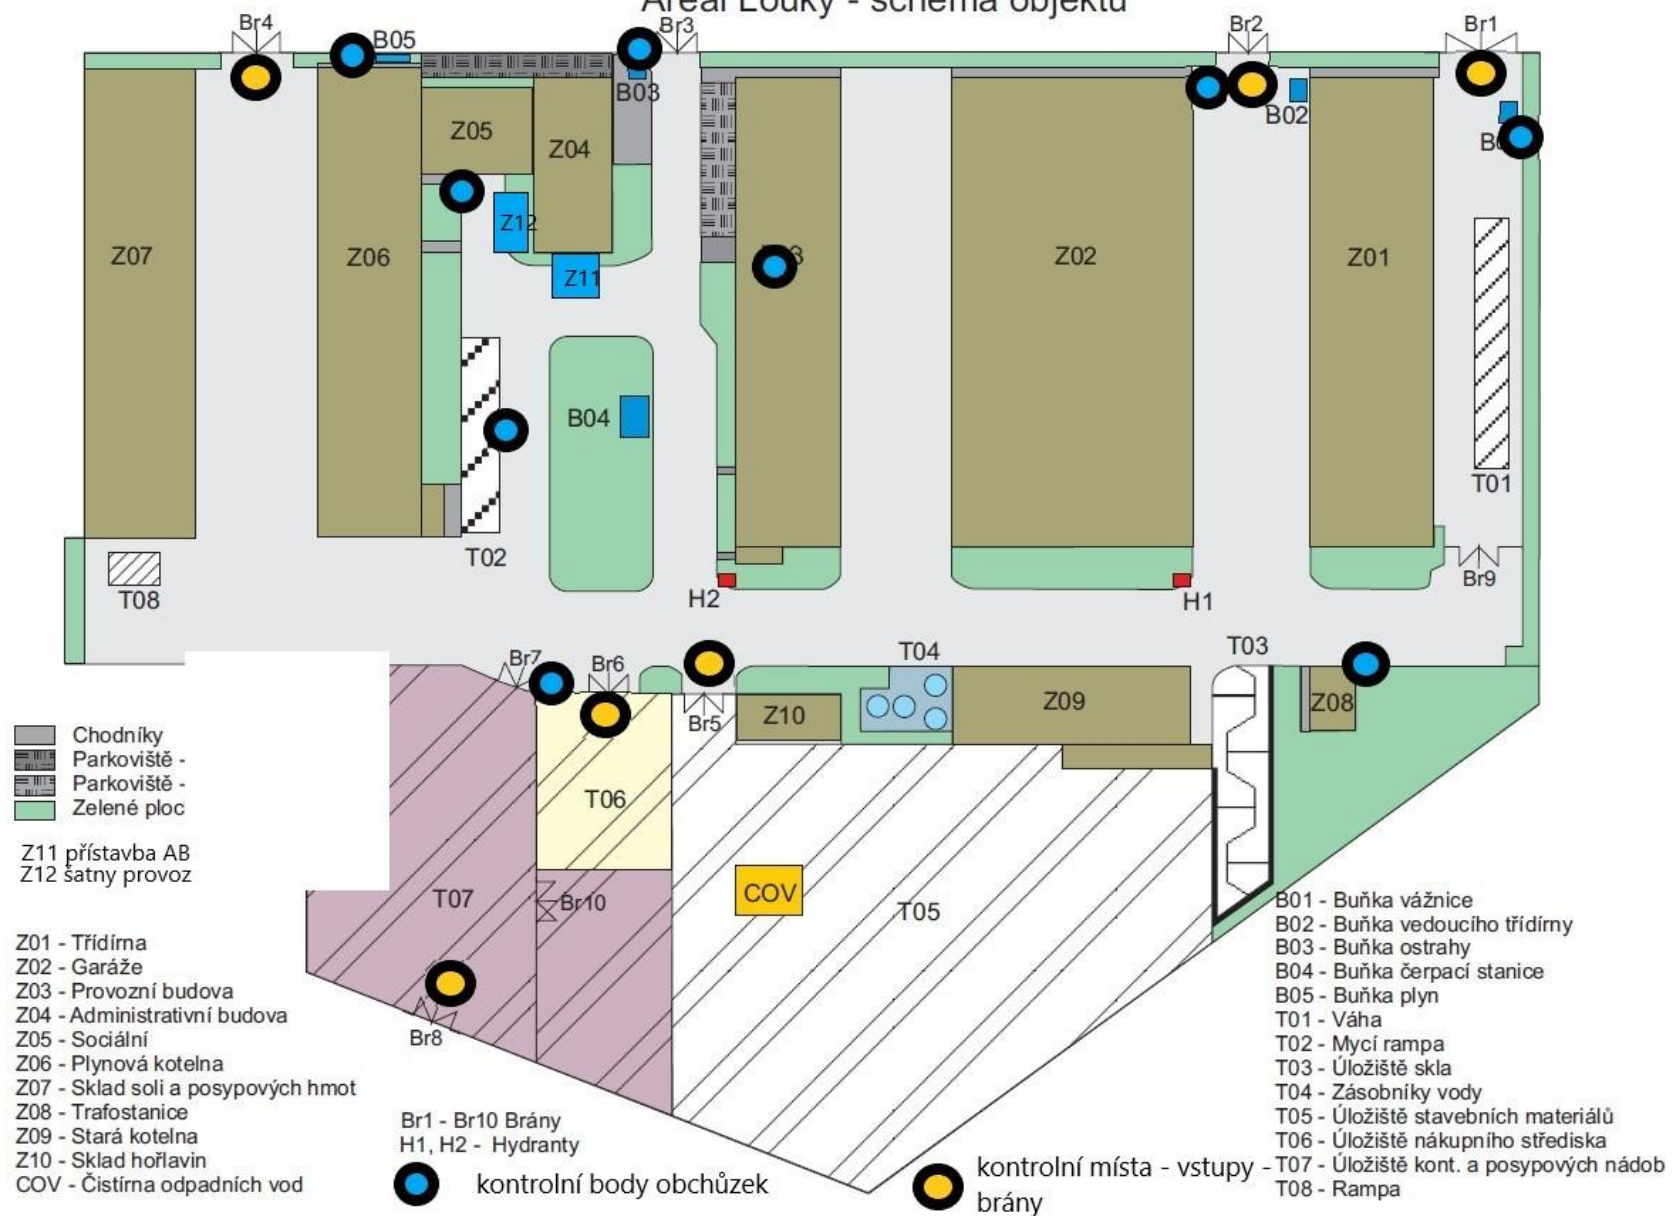 Areál Louky - schéma objektů
Br4
B05
Br3
Br2
Br1
B03
B02
Z05
Z04
Z12
Z11
Z07
Z06
Z02
Z01
B04
T02
T01
T08
H2
H1
Br9
Br7
Br6
Br5
T04
T03
Z10
Z09
Z08
T06
T07
Br10
COV
T05
Br8
Chodníky
Parkoviště -
Parkoviště -
Zelené ploc
Z11 přístavba AB
Z12 šatny provoz
Z01 - Třídírna
Z02 - Garáže
Z03 - Provozní budova
Z04 - Administrativní budova
Z05 - Sociální
Z06 - Plynová kotelna
Z07 - Sklad soli a posypových hmot
Z08 - Trafostanice
Z09 - Stará kotelna
Z10 - Sklad hořlavin
COV - Čistírna odpadních vod
Br1 - Br10 Brány
H1, H2 - Hydranty
kontrolní body obchůzek
kontrolní místa - vstupy -
brány
B01 - Buňka vážnice
B02 - Buňka vedoucího třídírny
B03 - Buňka ostrahy
B04 - Buňka čerpací stanice
B05 - Buňka plyn
T01 - Váha
T02 - Mycí rampa
T03 - Úložiště skla
T04 - Zásobníky vody
T05 - Úložiště stavebních materiálů
T06 - Úložiště nákupního střediska
T07 - Úložiště kont. a posypových nádob
T08 - Rampa